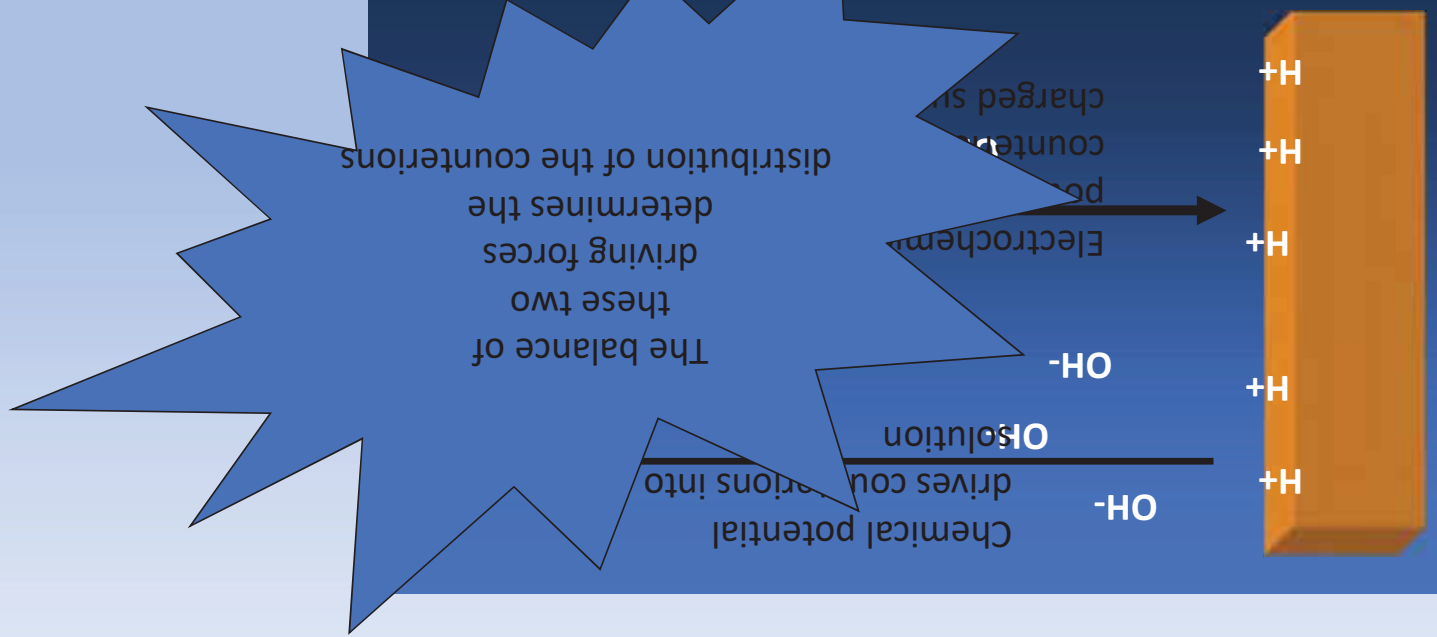 Chemical potential
drives into
solution
OH-
OH-
OH-
H+
H+
H+
H+
H+
The balance of
these two
driving forces
determines the
distribution of the counterions
charged